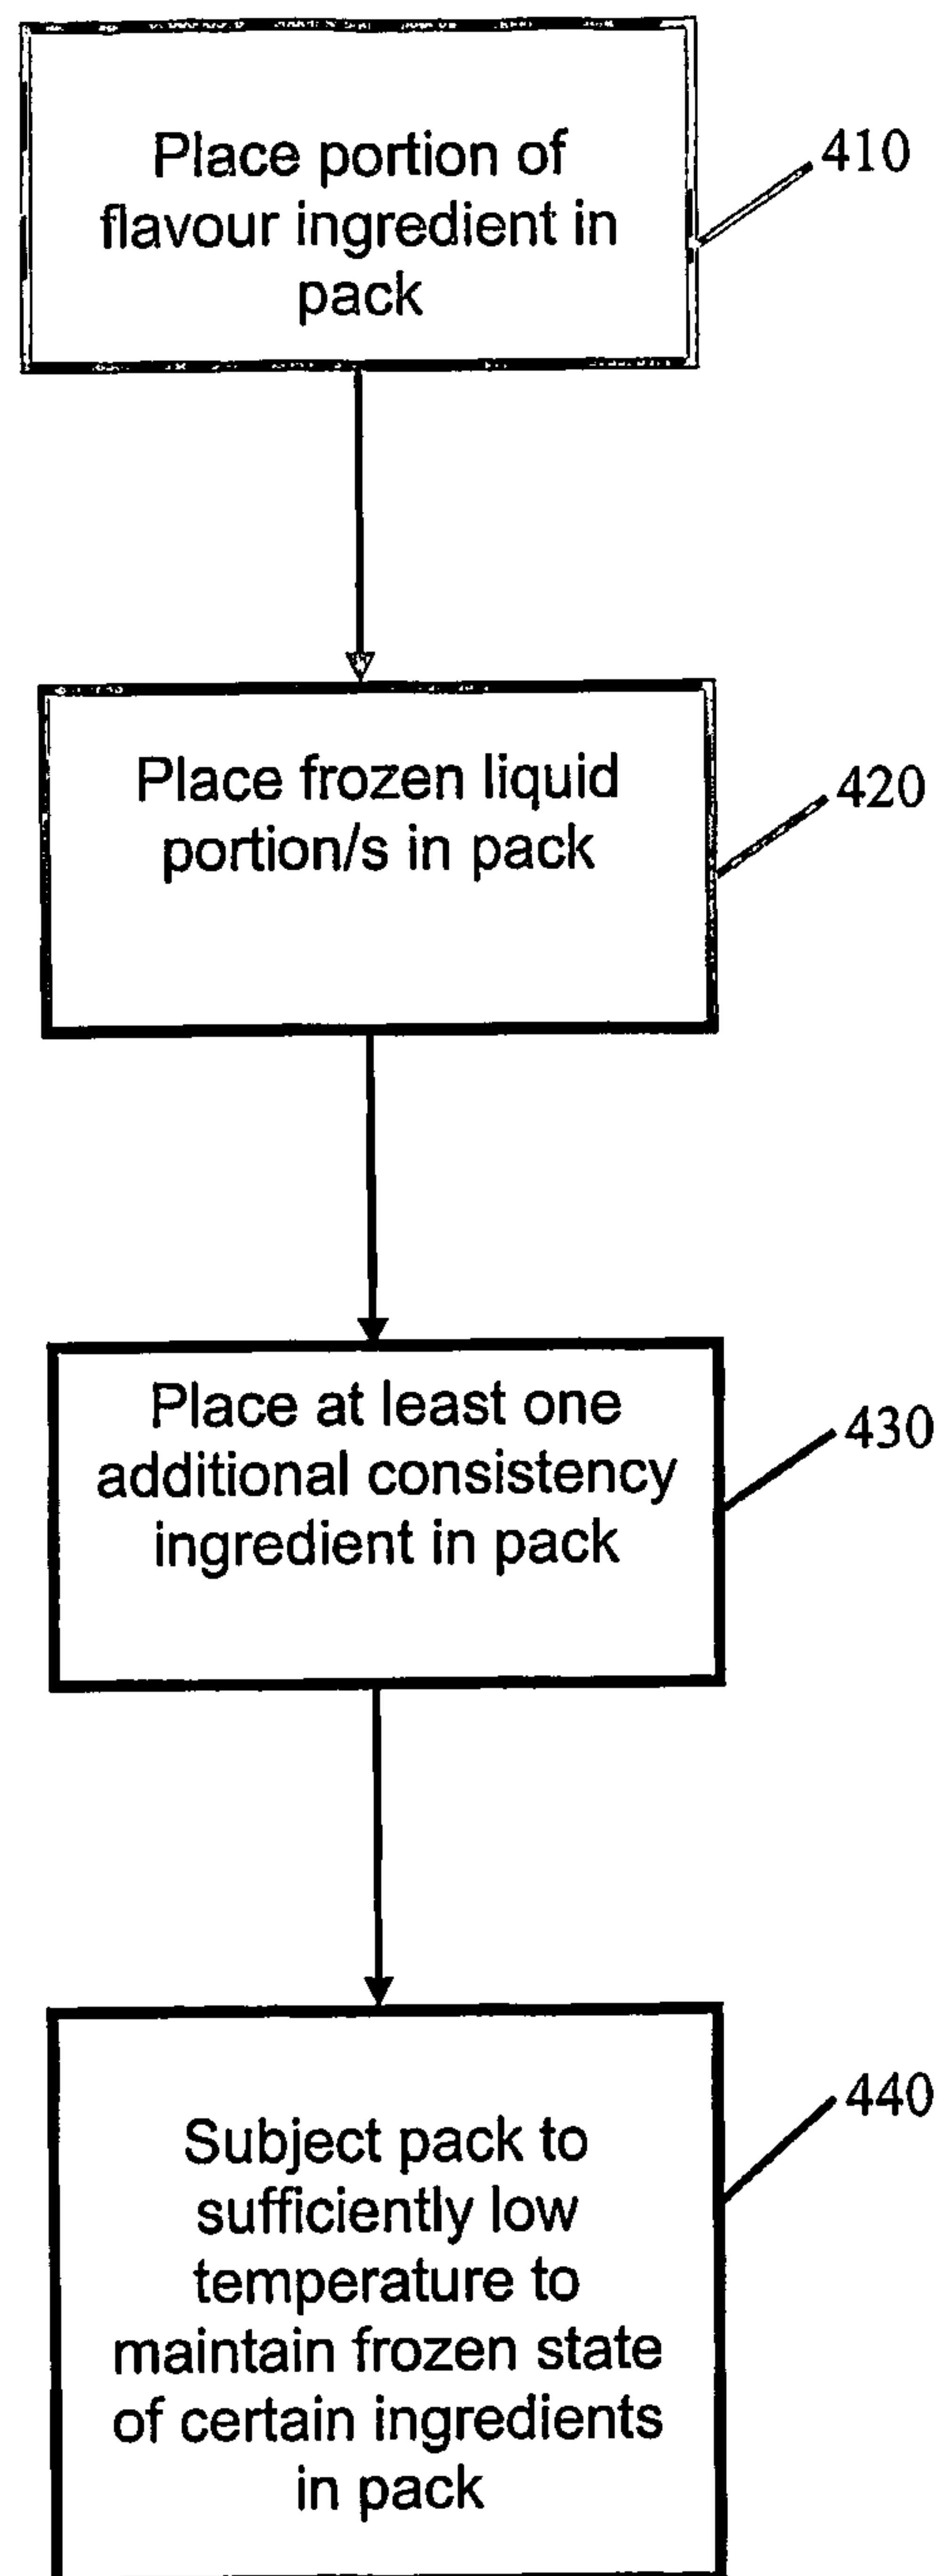 Place portion of
flavour ingredient in
pack
410
Place frozen liquid
portion/s in pack
420
Place at least one
additional consistency
ingredient in pack
430
Subject pack to
sufficiently low
temperature to
maintain frozen state
of certain ingredients
in pack
440